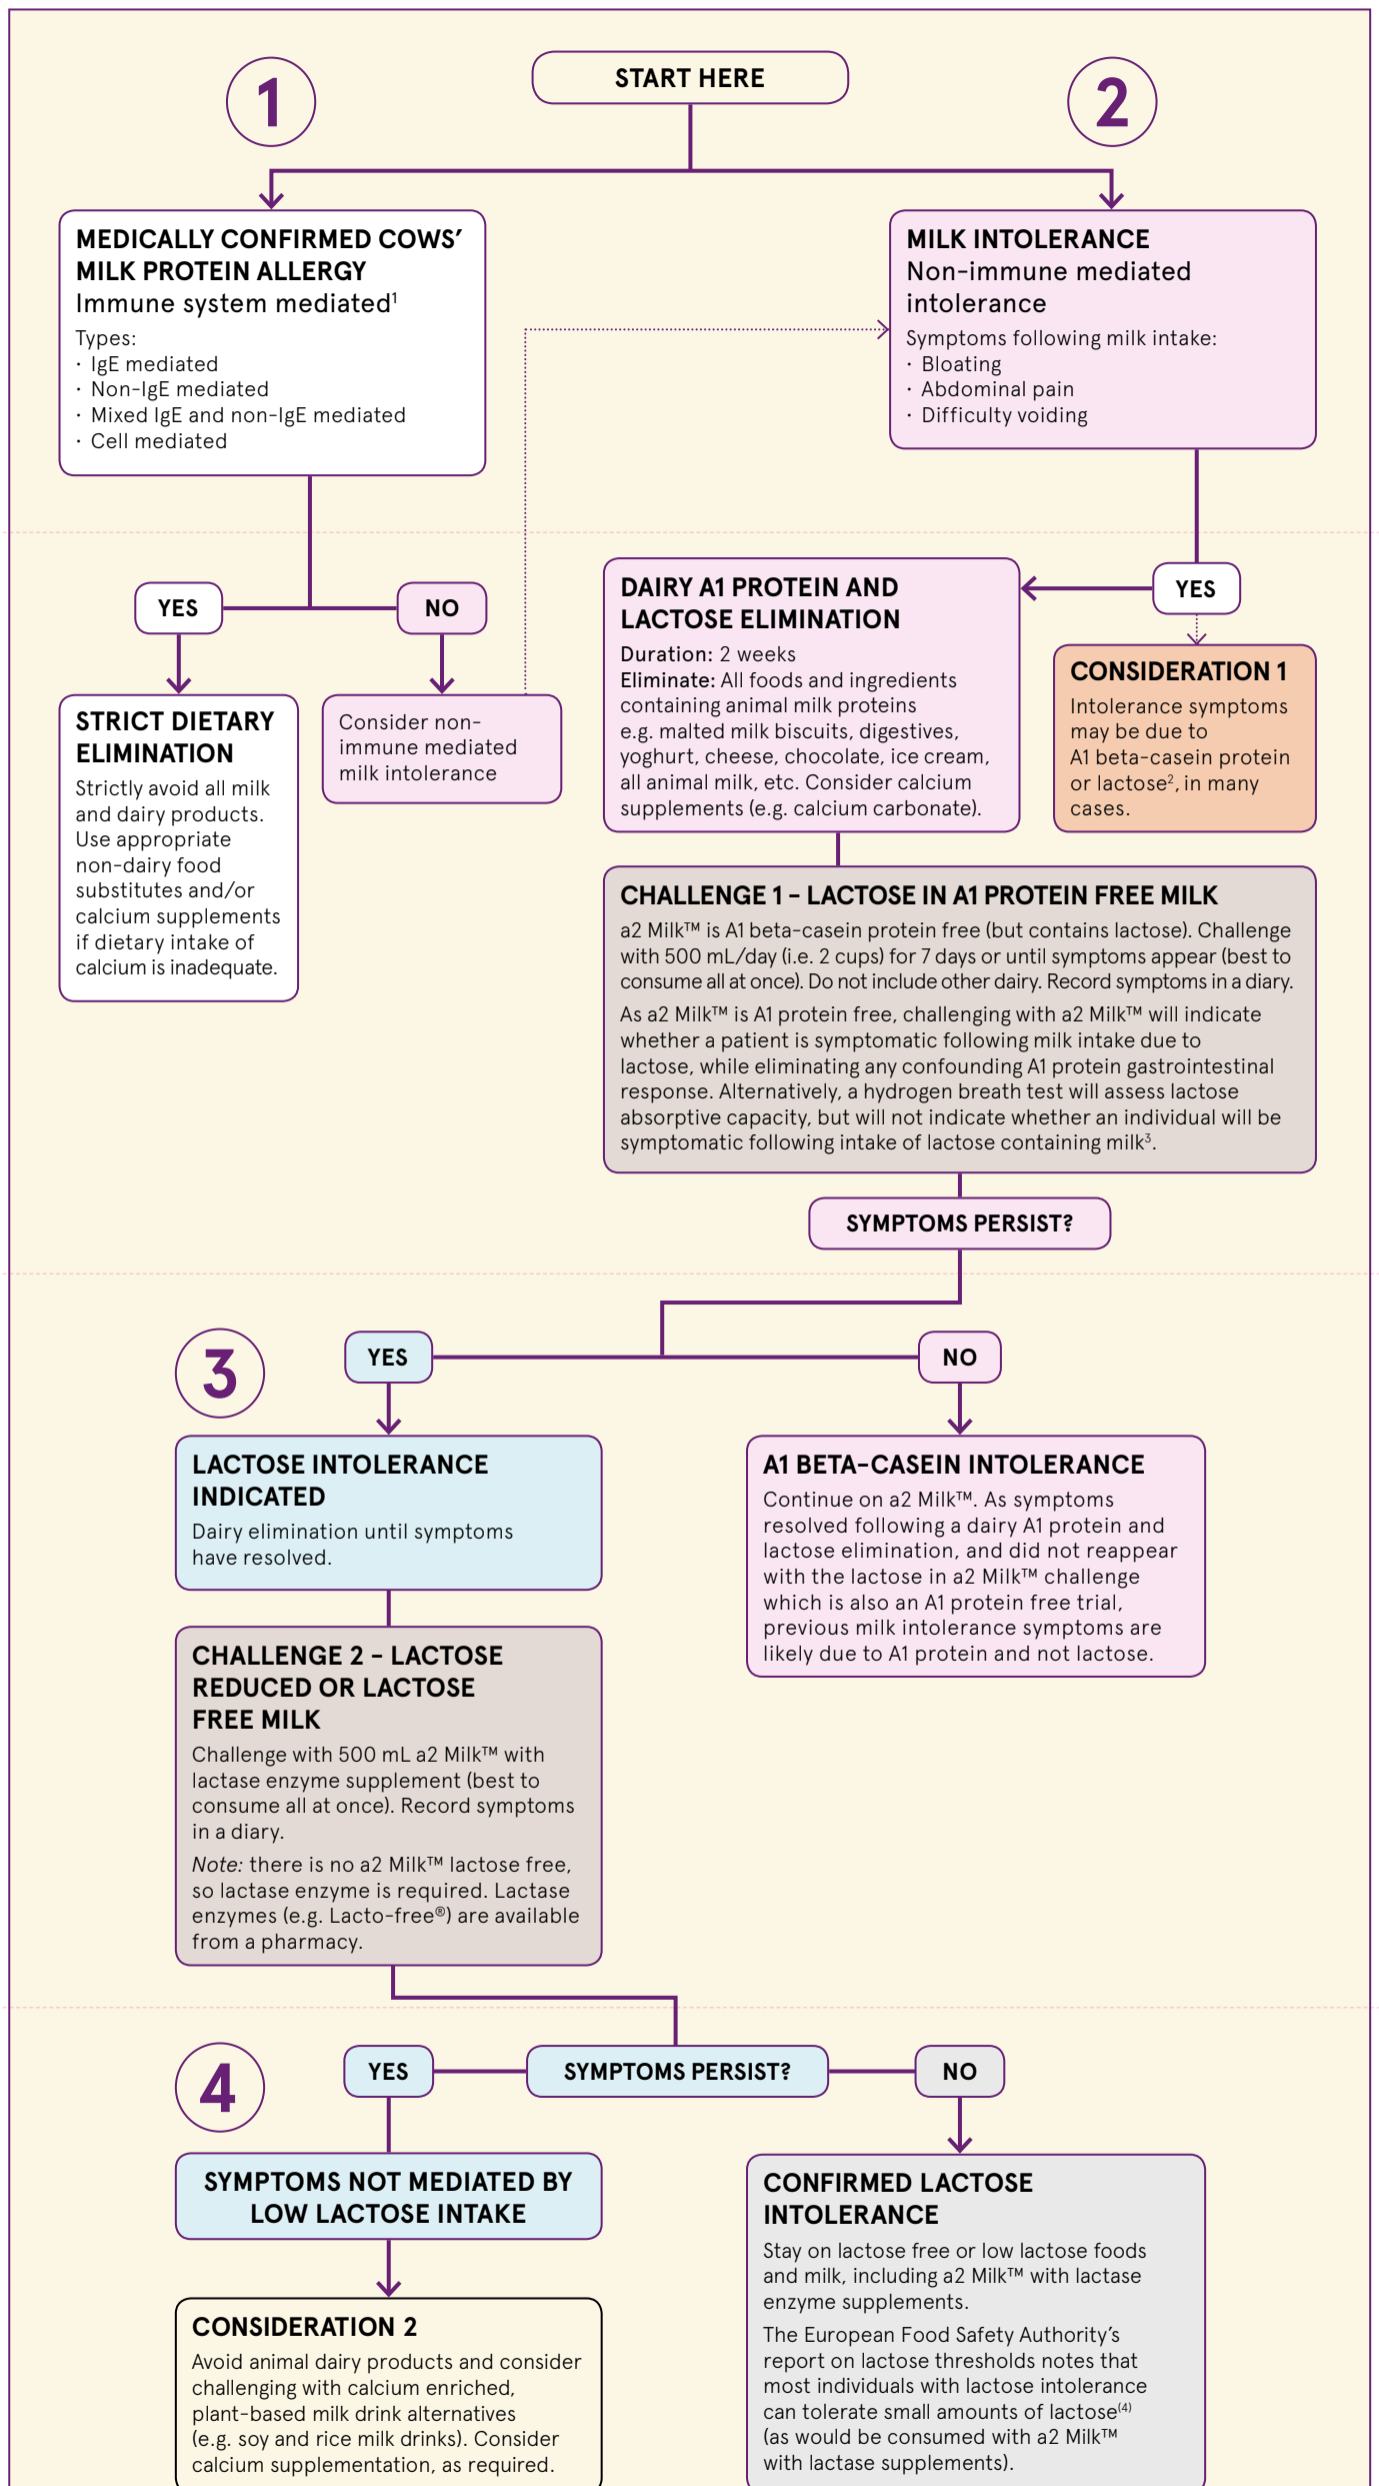 START HERE
1
2
MEDICALLY CONFIRMED COWS’
MILK PROTEIN ALLERGY
Immune system mediated¹
Types:
· IgE mediated
· Non-IgE mediated
· Mixed IgE and non-IgE mediated
· Cell mediated
MILK INTOLERANCE
Non-immune mediated
intolerance
Symptoms following milk intake:
· Bloating
· Abdominal pain
· Difficulty voiding
YES
NO
STRICT DIETARY
ELIMINATION
Strictly avoid all milk
and dairy products.
Use appropriate
non-dairy food
substitutes and/or
calcium supplements
if dietary intake of
calcium is inadequate.
Consider non-
immune mediated
milk intolerance
YES
DAIRY A1 PROTEIN AND
LACTOSE ELIMINATION
Duration: 2 weeks
Eliminate: All foods and ingredients
containing animal milk proteins
e.g. malted milk biscuits, digestives,
yoghurt, cheese, chocolate, ice cream,
all animal milk, etc. Consider calcium
supplements (e.g. calcium carbonate).
CONSIDERATION 1
Intolerance symptoms
may be due to
A1 beta-casein protein
or lactose², in many
cases.
CHALLENGE 1 – LACTOSE IN A1 PROTEIN FREE MILK
a2 Milk™ is A1 beta-casein protein free (but contains lactose). Challenge
with 500 mL/day (i.e. 2 cups) for 7 days or until symptoms appear (best to
consume all at once). Do not include other dairy. Record symptoms in a diary.
As a2 Milk™ is A1 protein free, challenging with a2 Milk™ will indicate
whether a patient is symptomatic following milk intake due to
lactose, while eliminating any confounding A1 protein gastrointestinal
response. Alternatively, a hydrogen breath test will assess lactose
absorptive capacity, but will not indicate whether an individual will be
symptomatic following intake of lactose containing milk³.
SYMPTOMS PERSIST?
3
YES
NO
LACTOSE INTOLERANCE
INDICATED
Dairy elimination until symptoms
have resolved.
A1 BETA-CASEIN INTOLERANCE
Continue on a2 Milk™. As symptoms
resolved following a dairy A1 protein and
lactose elimination, and did not reappear
with the lactose in a2 Milk™ challenge
which is also an A1 protein free trial,
previous milk intolerance symptoms are
likely due to A1 protein and not lactose.
CHALLENGE 2 – LACTOSE
REDUCED OR LACTOSE
FREE MILK
Challenge with 500 mL a2 Milk™ with
lactase enzyme supplement (best to
consume all at once). Record symptoms
in a diary.
Note: there is no a2 Milk™ lactose free,
so lactase enzyme is required. Lactase
enzymes (e.g. Lacto-free®) are available
from a pharmacy.
4
YES
SYMPTOMS PERSIST?
NO
SYMPTOMS NOT MEDIATED BY
LOW LACTOSE INTAKE
CONSIDERATION 2
Avoid animal dairy products and consider
challenging with calcium enriched,
plant-based milk drink alternatives
(e.g. soy and rice milk drinks). Consider
calcium supplementation, as required.
CONFIRMED LACTOSE
INTOLERANCE
Stay on lactose free or low lactose foods
and milk, including a2 Milk™ with lactase
enzyme supplements.
The European Food Safety Authority’s
report on lactose thresholds notes that
most individuals with lactose intolerance
can tolerate small amounts of lactose⁽⁴⁾
(as would be consumed with a2 Milk™
with lactase supplements).